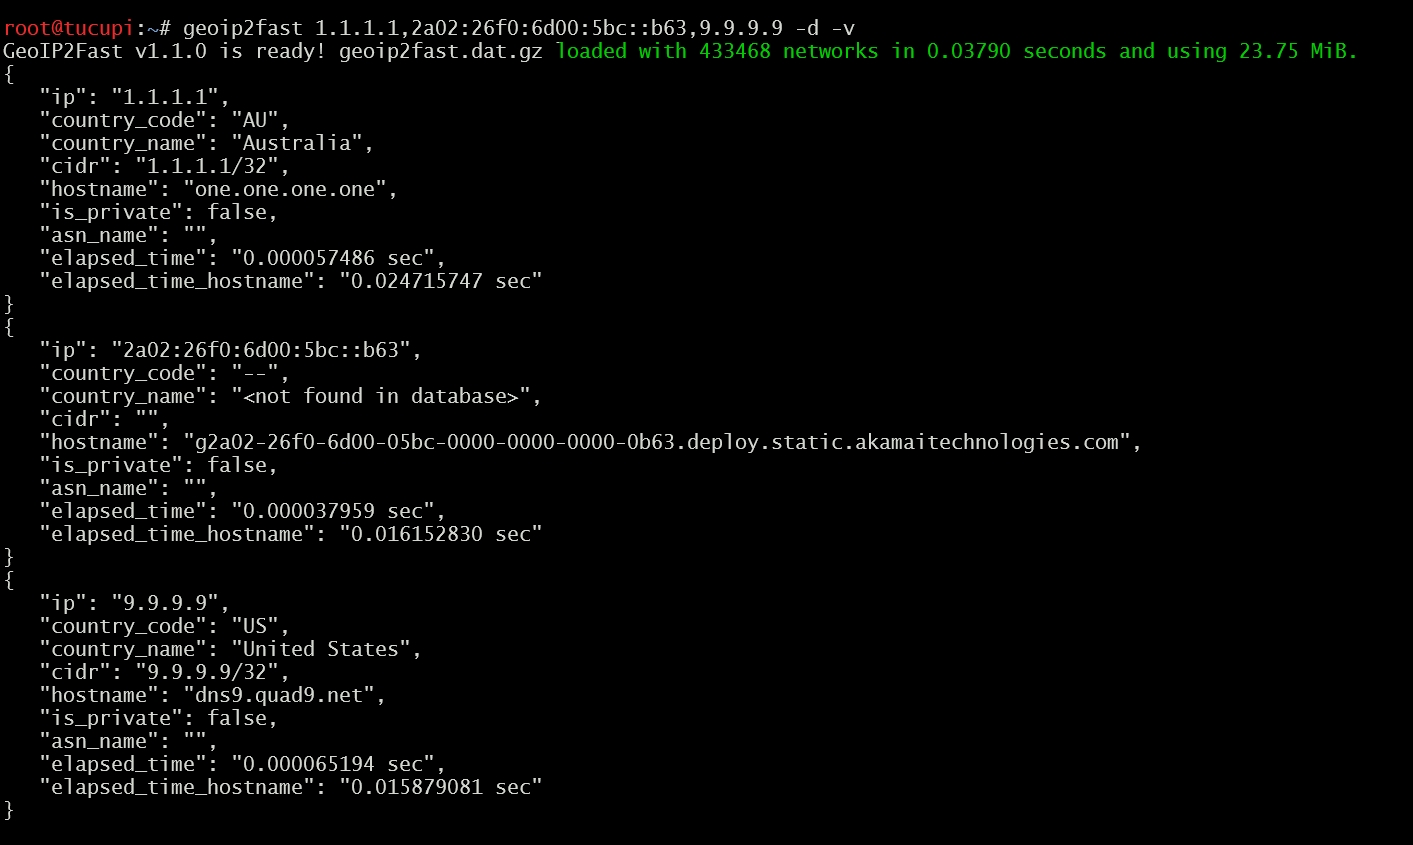 root@tucupi:~# geoip2fast 1.1.1.1,2a02:26f0:6d00:5bc::b63,9.9.9.9 -d -v
GeoIP2Fast v1.1.0 is ready! geoip2fast.dat.gz loaded with 433468 networks in 0.03790 seconds and using 23.75 MiB.
{
   "ip": "1.1.1.1",
   "country_code": "AU",
   "country_name": "Australia",
   "cidr": "1.1.1.1/32",
   "hostname": "one.one.one.one",
   "is_private": false,
   "asn_name": "",
   "elapsed_time": "0.000057486 sec",
   "elapsed_time_hostname": "0.024715747 sec"
}
{
   "ip": "2a02:26f0:6d00:5bc::b63",
   "country_code": "--",
   "country_name": "<not found in database>",
   "cidr": "",
   "hostname": "g2a02-26f0-6d00-05bc-0000-0000-0000-0b63.deploy.static.akamaitechnologies.com",
   "is_private": false,
   "asn_name": "",
   "elapsed_time": "0.000037959 sec",
   "elapsed_time_hostname": "0.016152830 sec"
}
{
   "ip": "9.9.9.9",
   "country_code": "US",
   "country_name": "United States",
   "cidr": "9.9.9.9/32",
   "hostname": "dns9.quad9.net",
   "is_private": false,
   "asn_name": "",
   "elapsed_time": "0.000065194 sec",
   "elapsed_time_hostname": "0.015879081 sec"
}